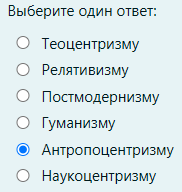 Выберите один ответ:
Теоцентризму
Релятивизму
Постмодернизму
Гуманизму
Антропоцентризму
Наукоцентризму